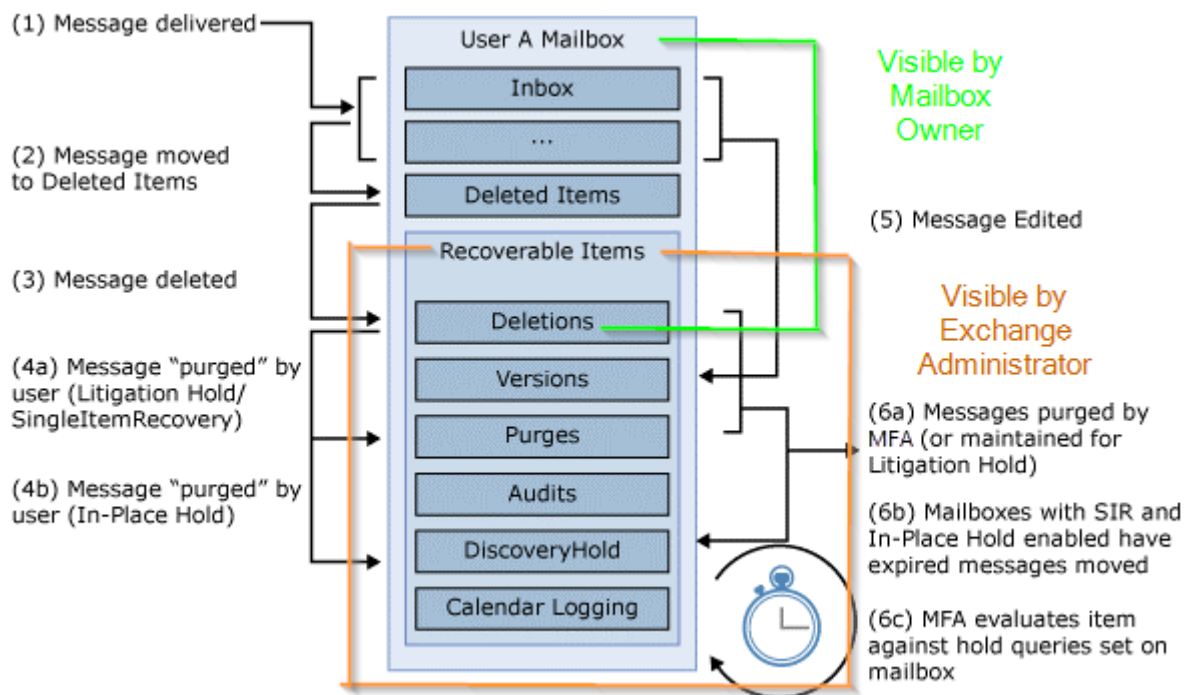 (1) Message delivered
(2) Message moved
to Deleted Items
(3) Message deleted
(4a) Message “purged” by
user (Litigation Hold/
SingleItemRecovery)
(4b) Message “purged” by
user (In-Place Hold)
User A Mailbox
Inbox
...
Deleted Items
Recoverable Items
Deletions
Versions
Purges
Audits
DiscoveryHold
Calendar Logging
Visible by
Mailbox
Owner
(5) Message Edited
Visible by
Exchange
Administrator
(6a) Messages purged by
MFA (or maintained for
Litigation Hold)
(6b) Mailboxes with SIR and
In-Place Hold enabled have
expired messages moved
(6c) MFA evaluates item
against hold queries set on
mailbox